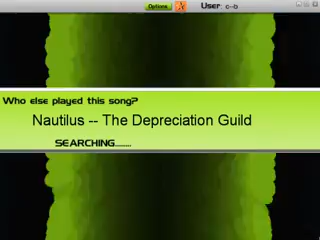 Options X User c--b
Who else played this song?
Nautilus -- The Depreciation Guild
SEARCHING........